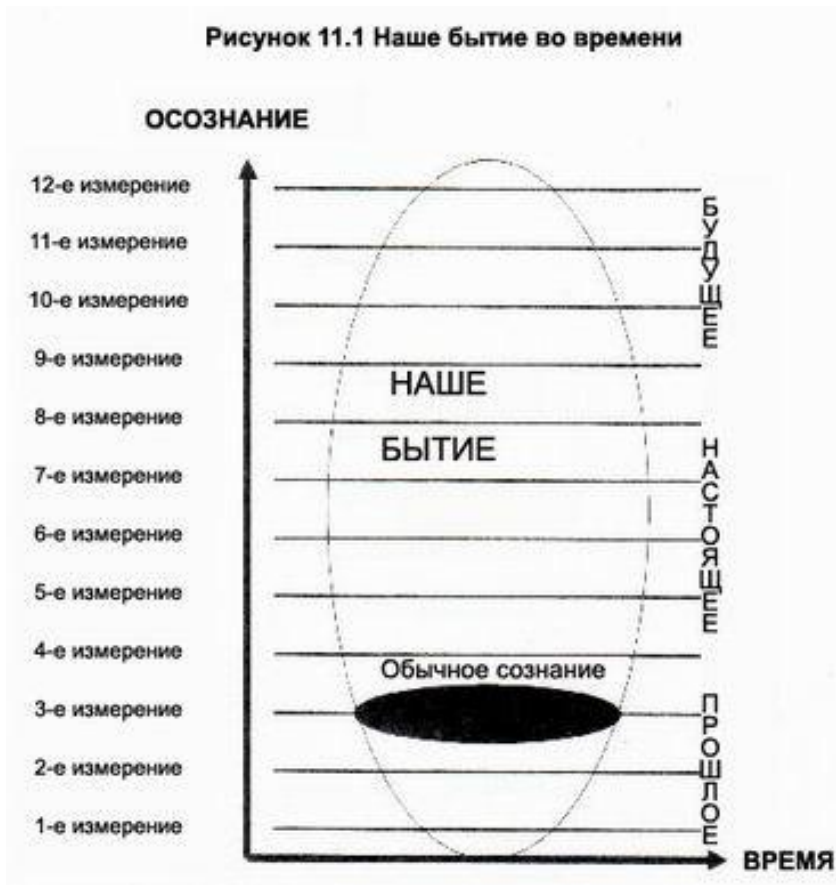 Рисунок 11.1 Наше бытие во времени
ОСОЗНАНИЕ
12-е измерение
11-е измерение
10-е измерение
9-е измерение
8-е измерение
7-е измерение
6-е измерение
5-е измерение
4-е измерение
3-е измерение
2-е измерение
1-е измерение
НАШЕ
БЫТИЕ
Обычное сознание
БУДУЩЕЕ
НАСТОЯЩЕЕ
ПРОШЛОЕ
ВРЕМЯ